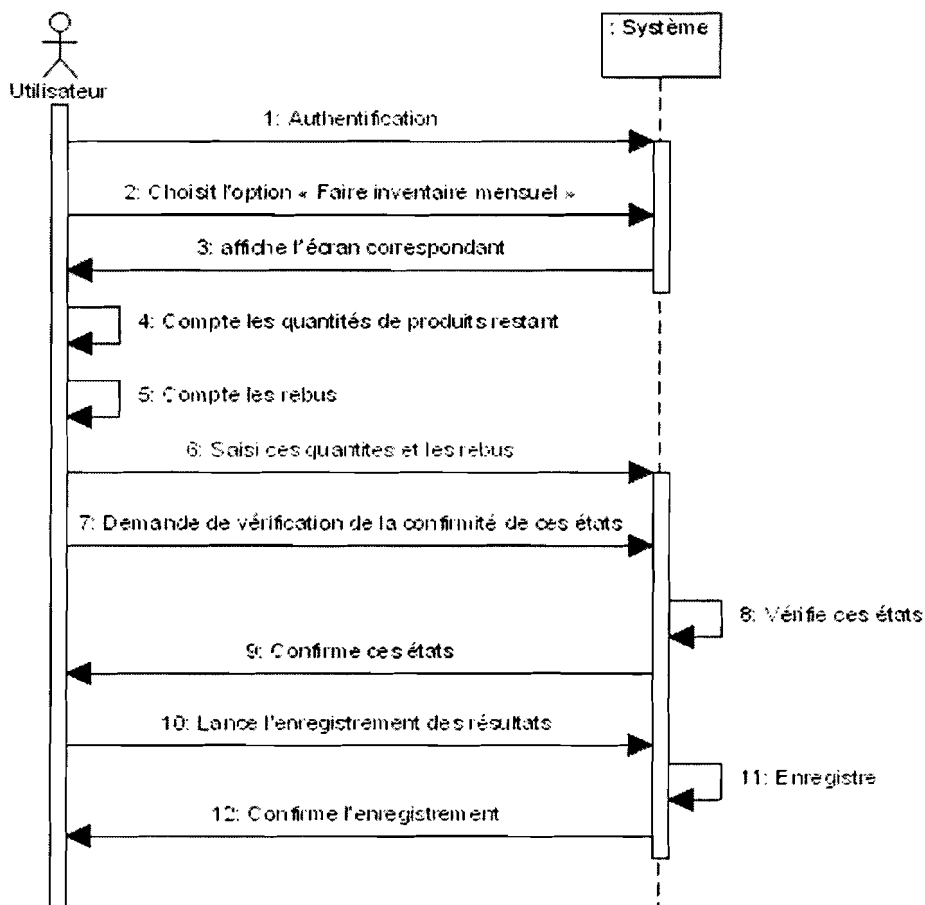 : Système
Utilisateur
1: Authentification
2: Choisit l'option « Faire inventaire mensuel »
3: affiche l'écran correspondant
4: Compte les quantités de produits restant
5: Compte les rebus
6: Saisi ces quantites et les rebus
7: Demande de vérification de la confirmité de ces états
8: Vérifie ces états
9: Confirme ces états
10: Lance l'enregistrement des résultats
11: Enregistre
12: Confirme l'enregistrement